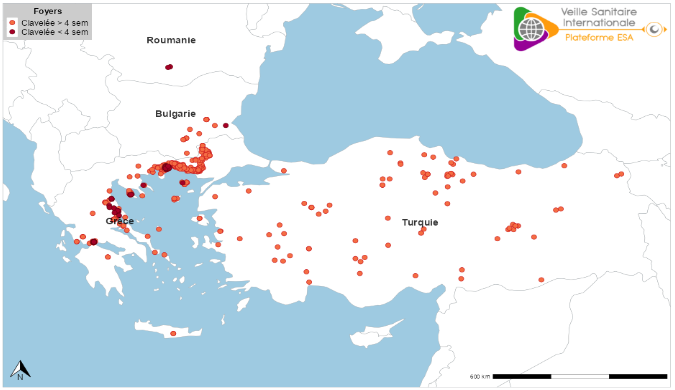 Foyers
Clavelée > 4 sem
Clavelée < 4 sem
Veille Sanitaire
Internationale
Plateforme ESA
Roumanie
Bulgarie
Grèce
Turquie
600 km